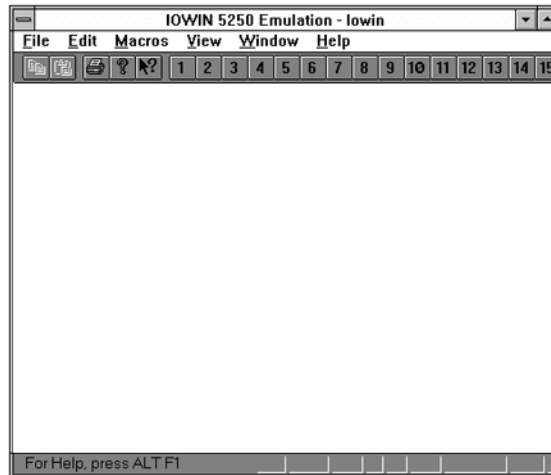 IOWIN 5250 Emulation - Iowin
File Edit Macros View Window Help
1 2 3 4 5 6 7 8 9 10 11 12 13 14 15
For Help, press ALT F1